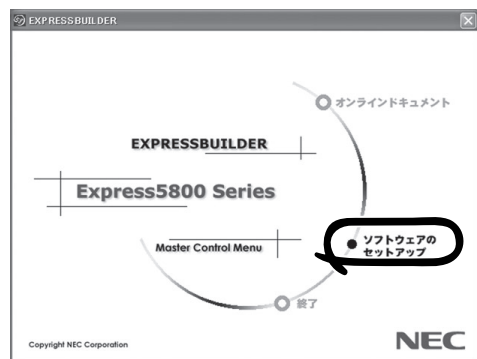 EXPRESSBUILDER
オンラインドキュメント
EXPRESSBUILDER
Express5800 Series
Master Control Menu
ソフトウェアの
セットアップ
終了
Copyright NEC Corporation
NEC